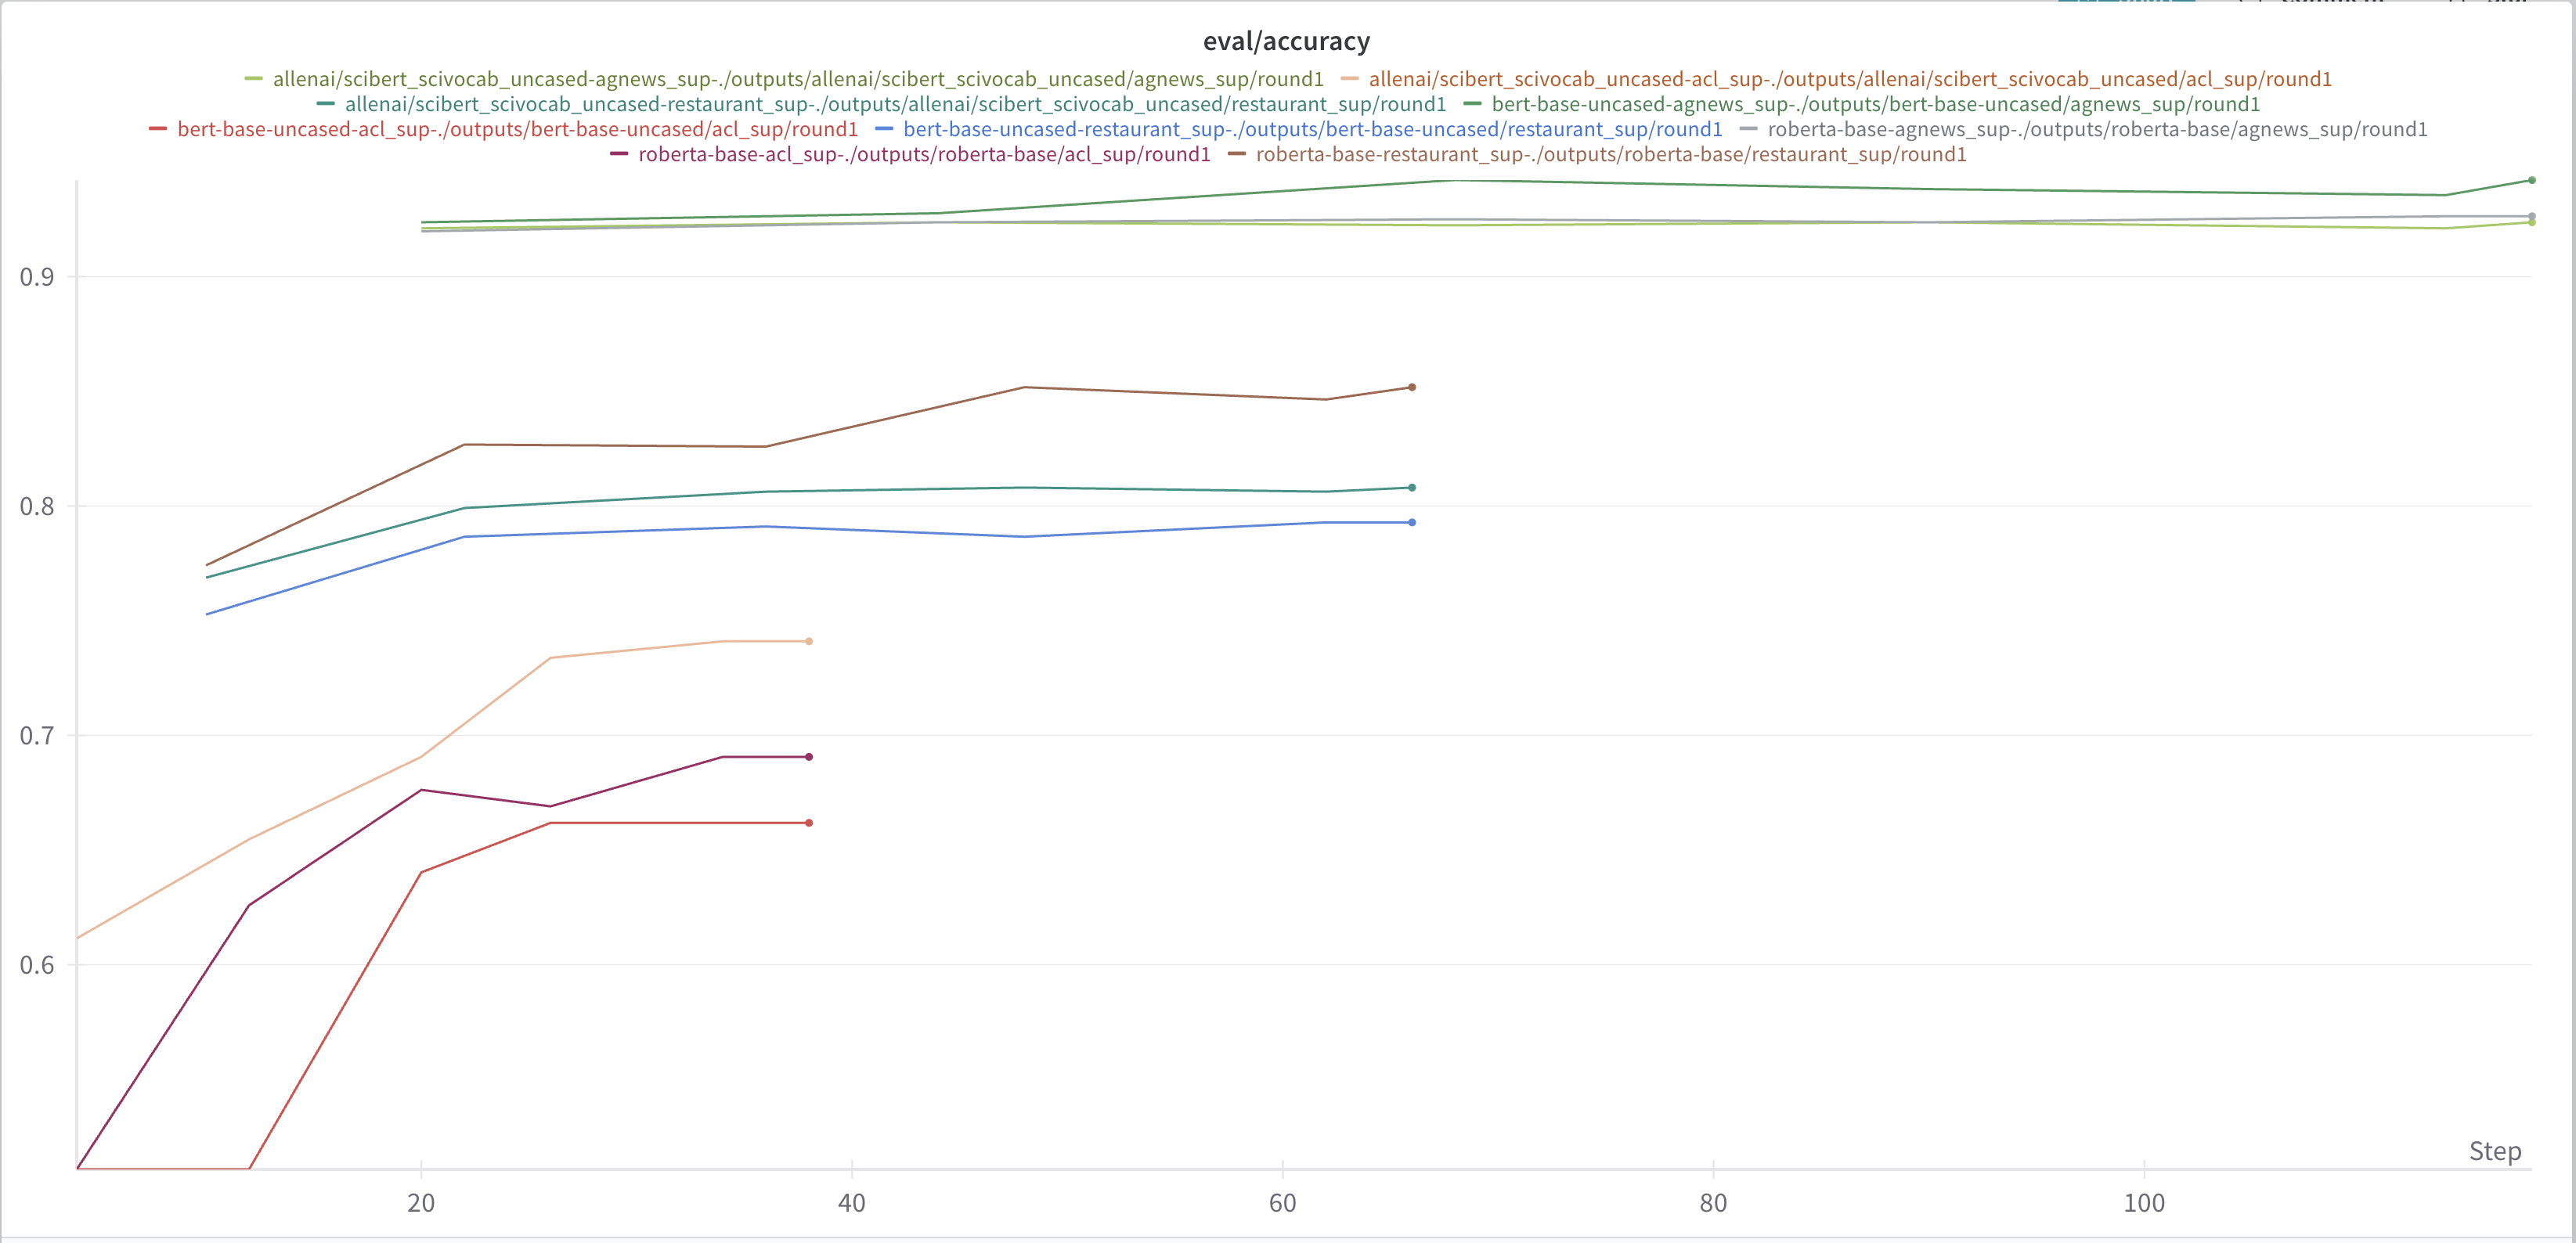 eval/accuracy
allenai/scibert_scivocab_uncased-agnews_sup-./outputs/allenai/scibert_scivocab_uncased/agnews_sup/round1 allenai/scibert_scivocab_uncased-acl_sup-./outputs/allenai/scibert_scivocab_uncased/acl_sup/round1
allenai/scibert_scivocab_uncased-restaurant_sup-./outputs/allenai/scibert_scivocab_uncased/restaurant_sup/round1 bert-base-uncased-agnews_sup-./outputs/bert-base-uncased/agnews_sup/round1
bert-base-uncased-acl_sup-./outputs/bert-base-uncased/acl_sup/round1 bert-base-uncased-restaurant_sup-./outputs/bert-base-uncased/restaurant_sup/round1 roberta-base-agnews_sup-./outputs/roberta-base/agnews_sup/round1
roberta-base-acl_sup-./outputs/roberta-base/acl_sup/round1 roberta-base-restaurant_sup-./outputs/roberta-base/restaurant_sup/round1
0.9
0.8
0.7
0.6
Step
20 40 60 80 100